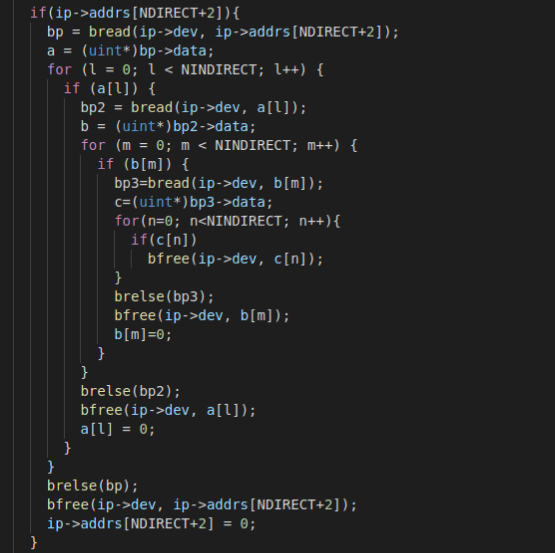 if(ip->addrs[NDIRECT+2]){
  bp = bread(ip->dev, ip->addrs[NDIRECT+2]);
  a = (uint*)bp->data;
  for (l = 0; l < NINDIRECT; l++) {
    if (a[l]) {
      bp2 = bread(ip->dev, a[l]);
      b = (uint*)bp2->data;
      for (m = 0; m < NINDIRECT; m++) {
        if (b[m]) {
          bp3=bread(ip->dev, b[m]);
          c=(uint*)bp3->data;
          for(n=0; n<NINDIRECT; n++){
            if(c[n])
              bfree(ip->dev, c[n]);
          }
          brelse(bp3);
          bfree(ip->dev, b[m]);
          b[m]=0;
        }
      }
      brelse(bp2);
      bfree(ip->dev, a[l]);
      a[l] = 0;
    }
  }
  brelse(bp);
  bfree(ip->dev, ip->addrs[NDIRECT+2]);
  ip->addrs[NDIRECT+2] = 0;
}